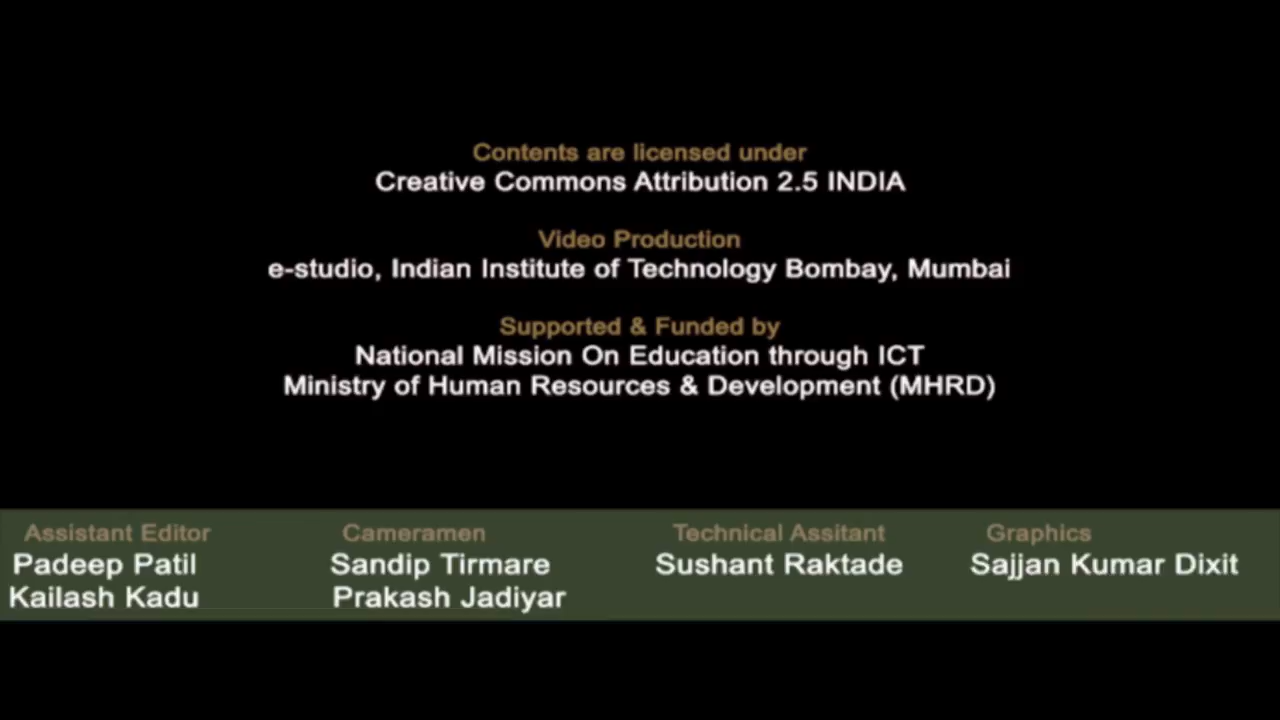 Contents are licensed under
Creative Commons Attribution 2.5 INDIA
Video Production
e-studio, Indian Institute of Technology Bombay, Mumbai
Supported & Funded by
National Mission On Education through ICT
Ministry of Human Resources & Development (MHRD)
Assistant Editor Cameramen Technical Assitant Graphics
Padeep Patil Sandip Tirmare Sushant Raktade Sajjan Kumar Dixit
Kailash Kadu Prakash Jadiyar